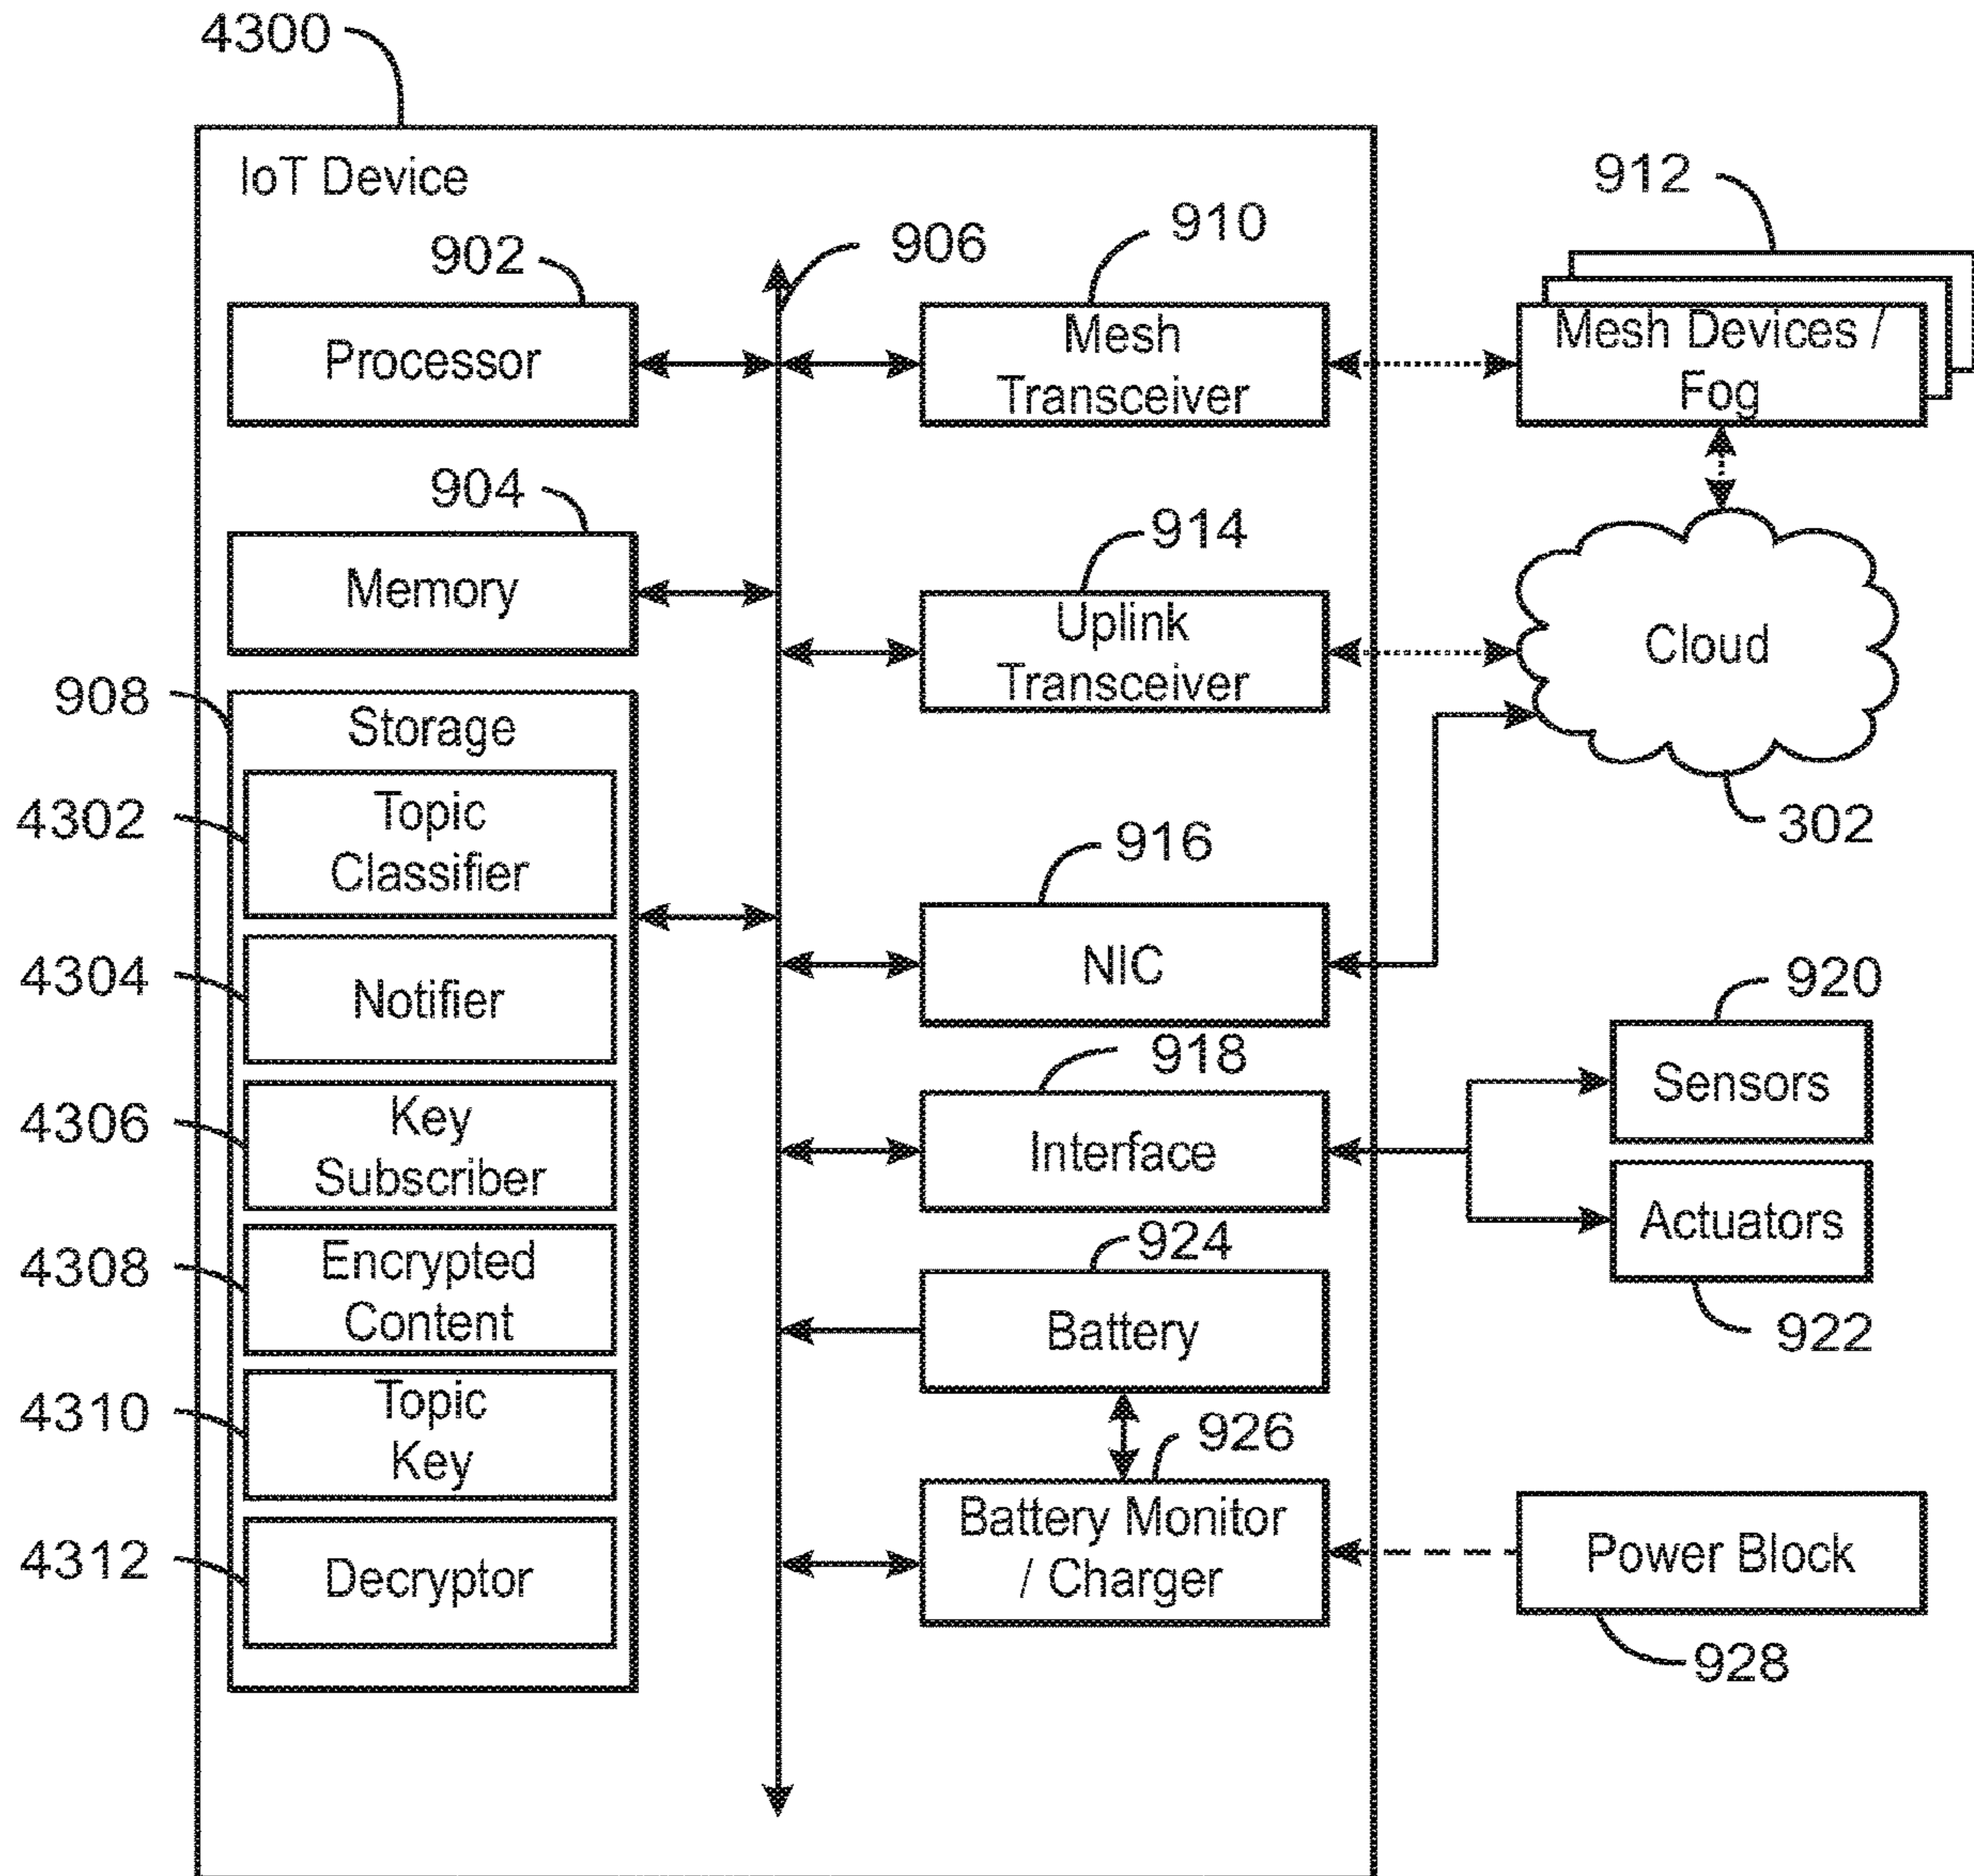 4300
IoT Device
912
910
906
902
Processor
Mesh
Transceiver
Mesh Devices /
Fog
904
914
Memory
Uplink
Transceiver
Cloud
908
Storage
302
4302
Topic
Classifier
916
NIC
4304
Notifier
920
Sensors
918
4306
Key
Subscriber
Interface
Actuators
922
924
4308
Encrypted
Content
Battery
4310
Topic
Key
926
Battery Monitor
/ Charger
Power Block
4312
Decryptor
928